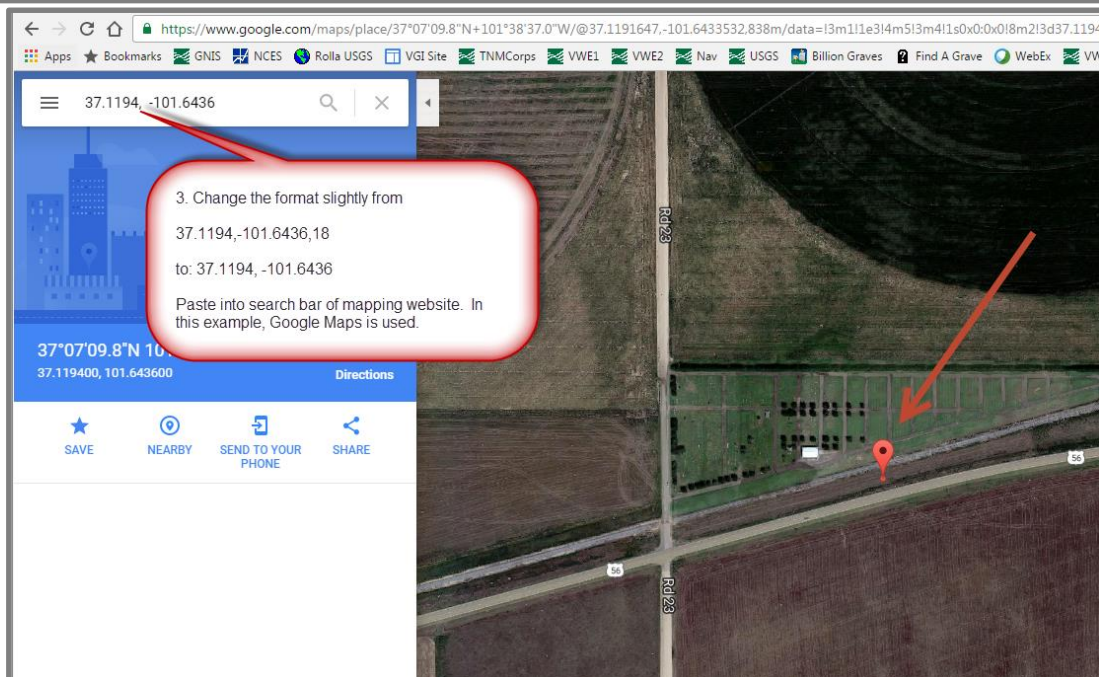 https://www.google.com/maps/place/37°07'09.8"N+101°38'37.0"W/@37.1191647,-101.6433532,838m/data=!3m1!1e3!4m5!3m4!1s0x0:0x0!8m2!3d37.1194
Apps Bookmarks GNIS NCES Rolla USGS VGI Site TNMCorps VWE1 VWE2 Nav USGS Billion Graves Find A Grave WebEx
37.1194, -101.6436
3. Change the format slightly from
37.1194,-101.6436,18
to: 37.1194, -101.6436
Paste into search bar of mapping website. In
this example, Google Maps is used.
37°07'09.8"N
37.119400, 101.643600
Directions
SAVE
NEARBY
SEND TO YOUR
PHONE
SHARE
Rd 23
56
56
Rd 23